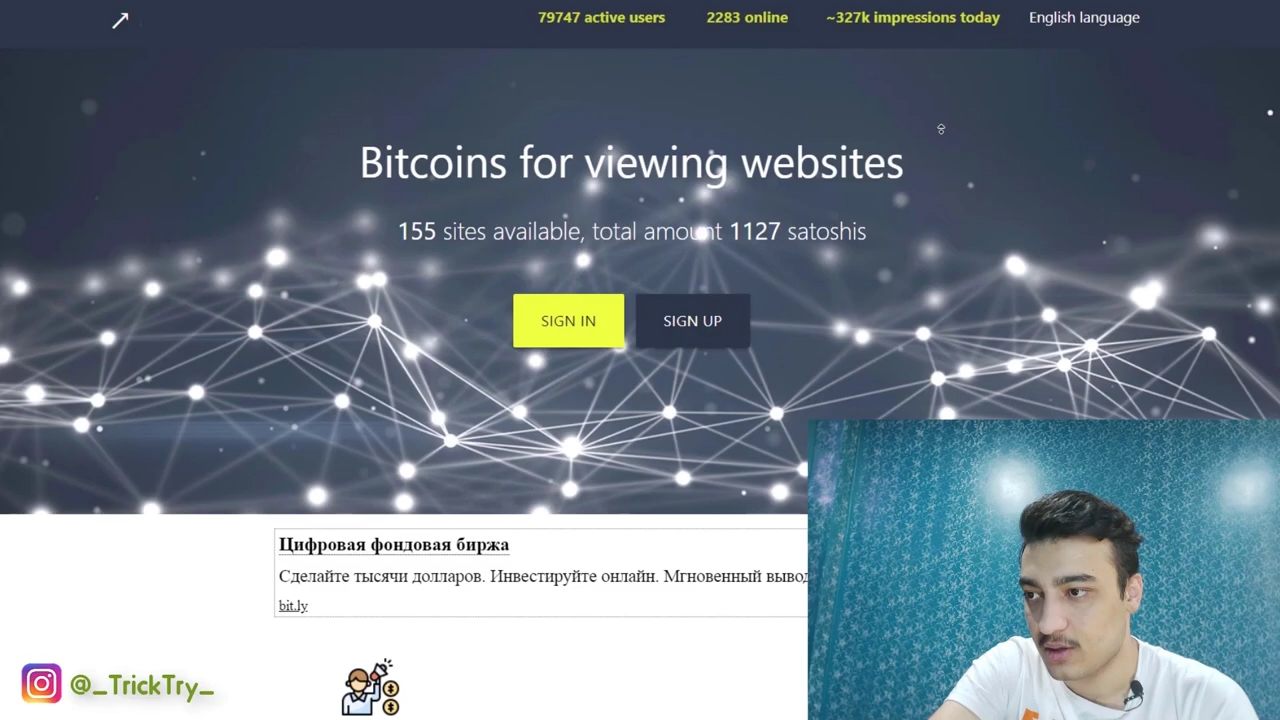 79747 active users 2283 online ~327k impressions today English language
Bitcoins for viewing websites
155 sites available, total amount 1127 satoshis
SIGN IN SIGN UP
Цифровая фондовая биржа
Сделайте тысячи долларов. Инвестируйте онлайн. Мгновенный вывод
bit.ly
@_TrickTry_